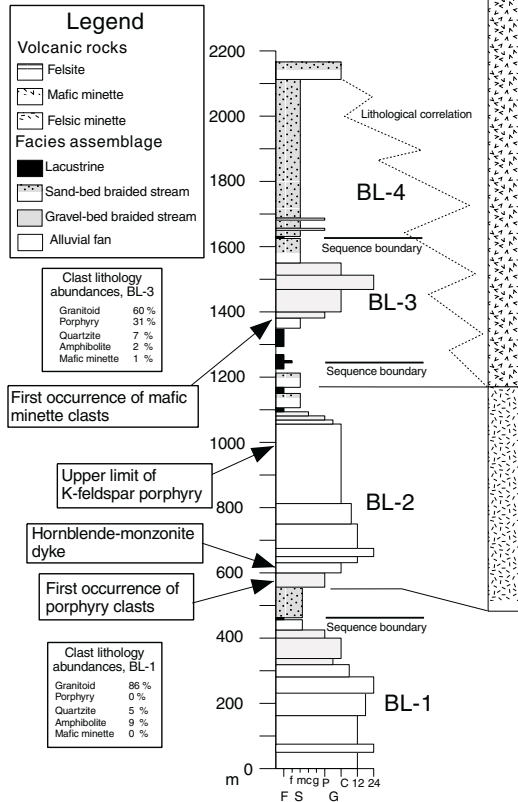 Legend
Volcanic rocks
Felsite
Mafic minette
Felsic minette
Facies assemblage
Lacustrine
Sand-bed braided stream
Gravel-bed braided stream
Alluvial fan
Clast lithology
abundances, BL-3
Granitoid 60 %
Porphyry 31 %
Quartzite 7 %
Amphibolite 2 %
Mafic minette 1 %
First occurrence of mafic
minette clasts
Upper limit of
K-feldspar porphyry
Hornblende-monzonite
dyke
First occurrence of
porphyry clasts
Clast lithology
abundances, BL-1
Granitoid 86 %
Porphyry 0 %
Quartzite 5 %
Amphibolite 9 %
Mafic minette 0 %
2200
2000
1800
1600
1400
1200
1000
800
600
400
200
0
m
f m c g P C 12 24
F S G
Lithological correlation
BL-4
Sequence boundary
BL-3
Sequence boundary
BL-2
Sequence boundary
BL-1